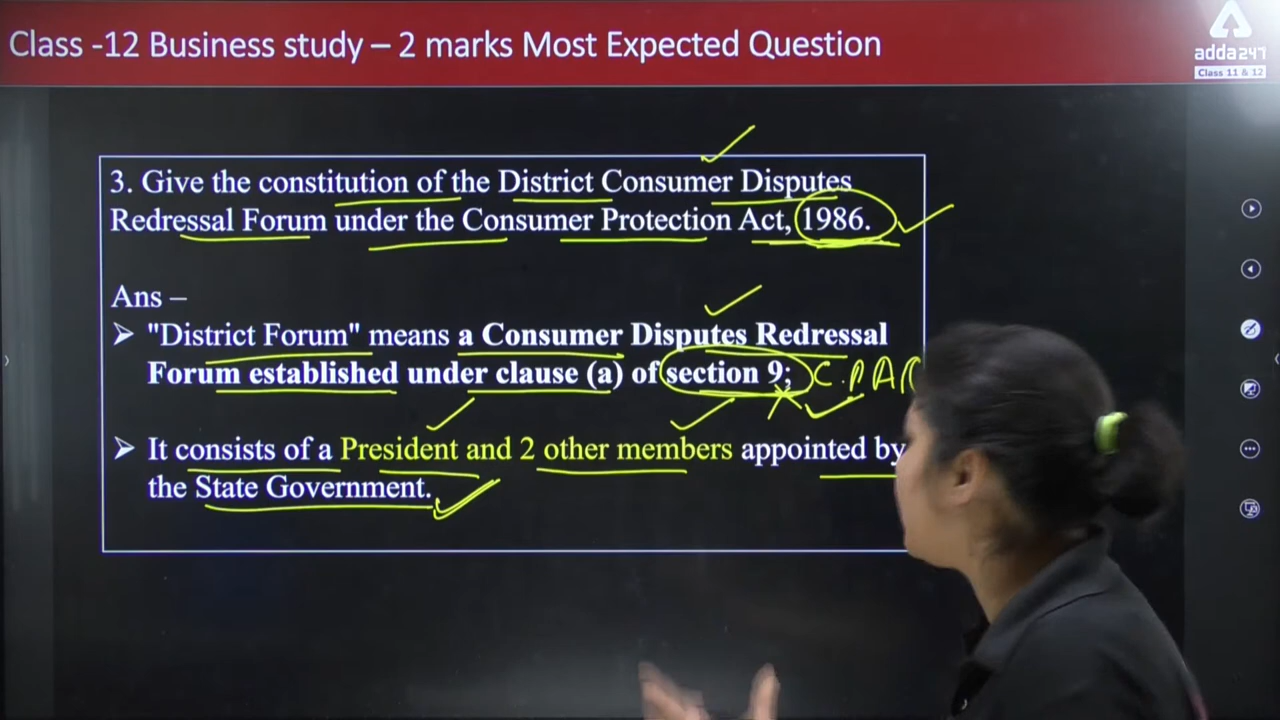 Class -12 Business study – 2 marks Most Expected Question
adda247
Class 11 & 12
3. Give the constitution of the District Consumer Disputes
Redressal Forum under the Consumer Protection Act, 1986.
Ans –
➤ "District Forum" means a Consumer Disputes Redressal
Forum established under clause (a) of section 9;
➤ It consists of a President and 2 other members appointed by
the State Government.